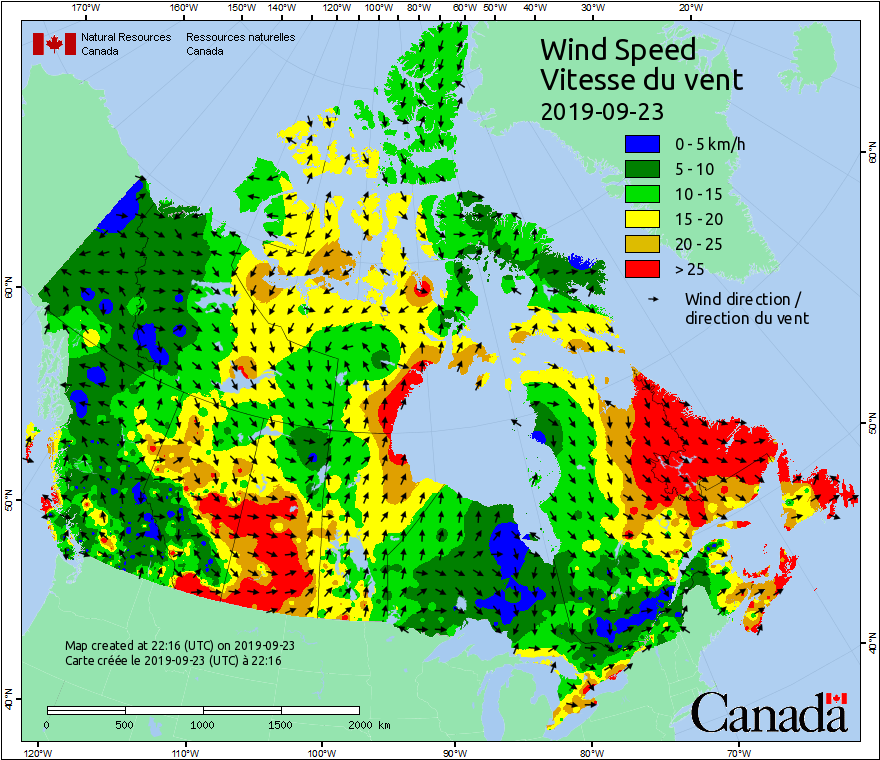 170°W 160°W 150°W 140°W 130°W 120°W 110°W 100°W 90°W 80°W 70°W 60°W 50°W 40°W 30°W 20°W
Natural Resources Ressources naturelles
Canada Canada
Wind Speed
Vitesse du vent
2019-09-23
0 - 5 km/h
5 - 10
10 - 15
15 - 20
20 - 25
> 25
Wind direction /
direction du vent
60°N
60°N
50°N
50°N
40°N
40°N
Map created at 22:16 (UTC) on 2019-09-23
Carte créée le 2019-09-23 (UTC) à 22:16
0 500 1000 1500 2000 km
Canada
120°W 110°W 100°W 90°W 80°W 70°W